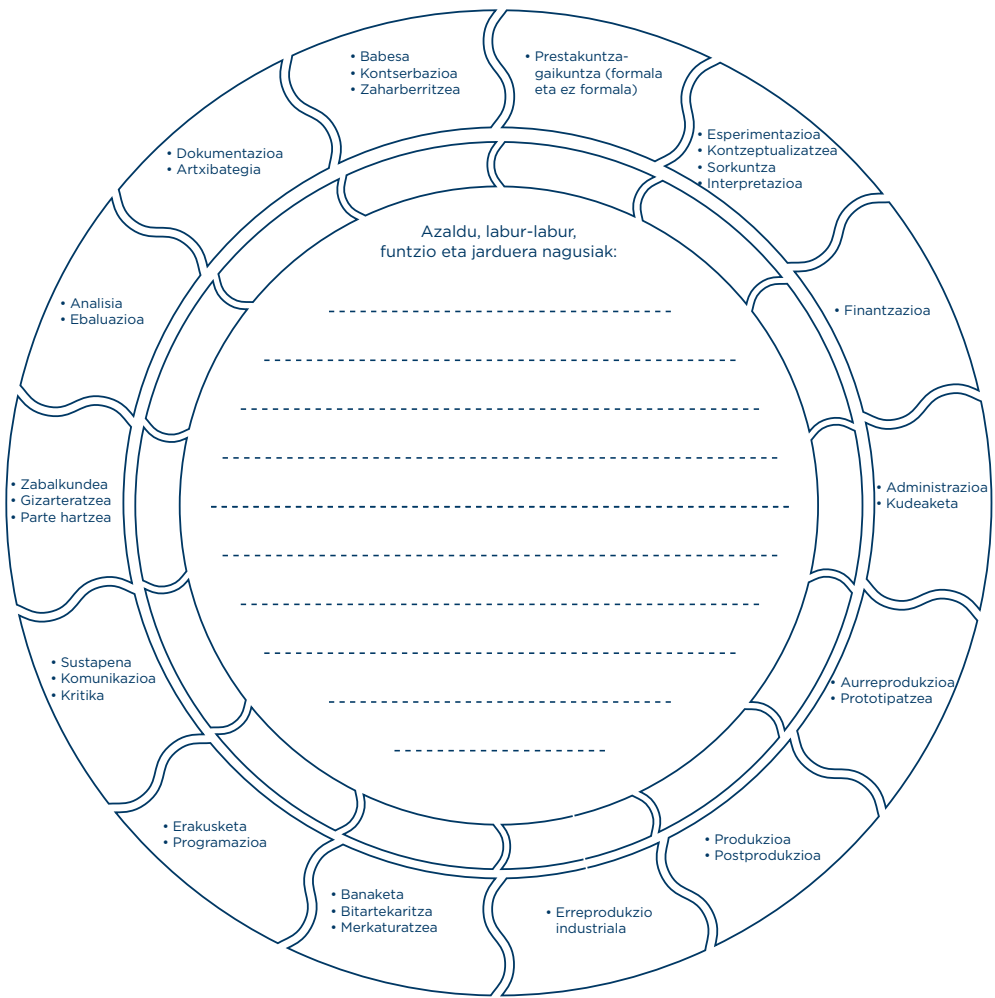 • Babesa
• Kontserbazioa
• Zaharberritzea
• Prestakuntza-
gaikuntza (formala
eta ez formala)
• Esperimentazioa
• Kontzeptualizatzea
• Sorkuntza
• Interpretazioa
• Finantzazioa
• Administrazioa
• Kudeaketa
• Aurreprodukzioa
• Prototipatzea
• Produkzioa
• Postprodukzioa
• Erreprodukzio
industriala
• Banaketa
• Bitartekaritza
• Merkaturatzea
• Erakusketa
• Programazioa
• Sustapena
• Komunikazioa
• Kritika
• Zabalkundea
• Gizarteratzea
• Parte hartzea
• Analisia
• Ebaluazioa
• Dokumentazioa
• Artxibategia
Azaldu, labur-labur,
funtzio eta jarduera nagusiak: